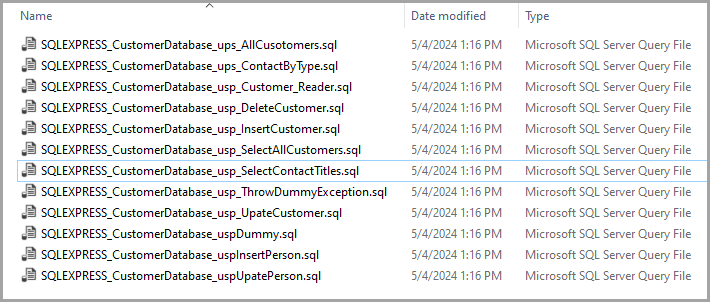 Name Date modified Type
SQLEXPRESS_CustomerDatabase_ups_AllCusotomers.sql 5/4/2024 1:16 PM Microsoft SQL Server Query File
SQLEXPRESS_CustomerDatabase_ups_ContactByType.sql 5/4/2024 1:16 PM Microsoft SQL Server Query File
SQLEXPRESS_CustomerDatabase_usp_Customer_Reader.sql 5/4/2024 1:16 PM Microsoft SQL Server Query File
SQLEXPRESS_CustomerDatabase_usp_DeleteCustomer.sql 5/4/2024 1:16 PM Microsoft SQL Server Query File
SQLEXPRESS_CustomerDatabase_usp_InsertCustomer.sql 5/4/2024 1:16 PM Microsoft SQL Server Query File
SQLEXPRESS_CustomerDatabase_usp_SelectAllCustomers.sql 5/4/2024 1:16 PM Microsoft SQL Server Query File
SQLEXPRESS_CustomerDatabase_usp_SelectContactTitles.sql 5/4/2024 1:16 PM Microsoft SQL Server Query File
SQLEXPRESS_CustomerDatabase_usp_ThrowDummyException.sql 5/4/2024 1:16 PM Microsoft SQL Server Query File
SQLEXPRESS_CustomerDatabase_usp_UpateCustomer.sql 5/4/2024 1:16 PM Microsoft SQL Server Query File
SQLEXPRESS_CustomerDatabase_uspDummy.sql 5/4/2024 1:16 PM Microsoft SQL Server Query File
SQLEXPRESS_CustomerDatabase_uspInsertPerson.sql 5/4/2024 1:16 PM Microsoft SQL Server Query File
SQLEXPRESS_CustomerDatabase_uspUpatePerson.sql 5/4/2024 1:16 PM Microsoft SQL Server Query File